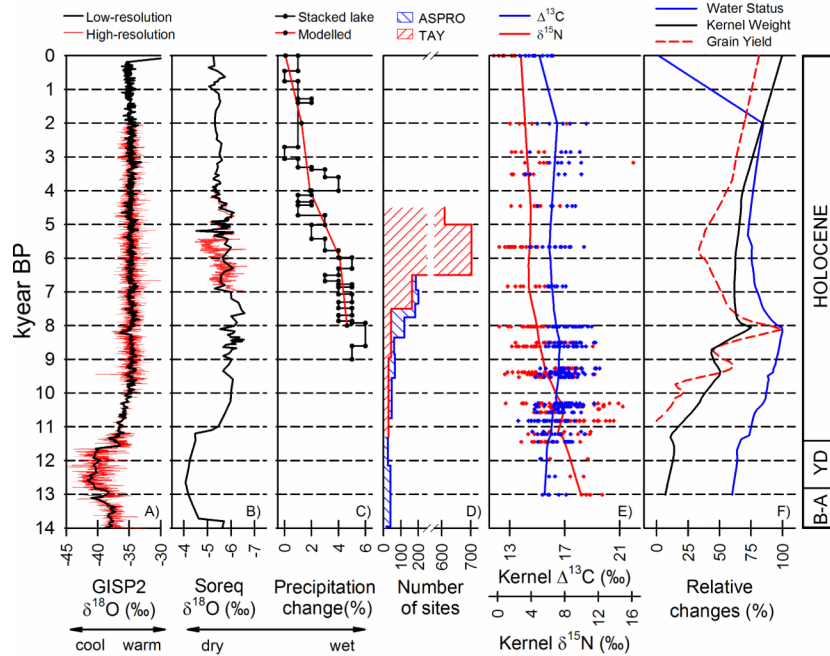 Low-resolution
High-resolution
Stacked lake
Modelled
ASPRO
TAY
Δ¹³C
δ¹⁵N
Water Status
Kernel Weight
Grain Yield
kyear BP
0
1
2
3
4
5
6
7
8
9
10
11
12
13
14
A)
B)
C)
D)
E)
F)
HOLOCENE
YD
B-A
-45 -40 -35 -30
-4 -5 -6 -7
0 2 4 6
0 100 200 600 700
13 17 21
0 25 50 75 100
GISP2
δ¹⁸O (‰)
Soreq
δ¹⁸O (‰)
Precipitation
change(%)
Number
of sites
Kernel Δ¹³C (‰)
0 4 8 12 16
Kernel δ¹⁵N (‰)
Relative
changes (%)
cool warm
dry wet